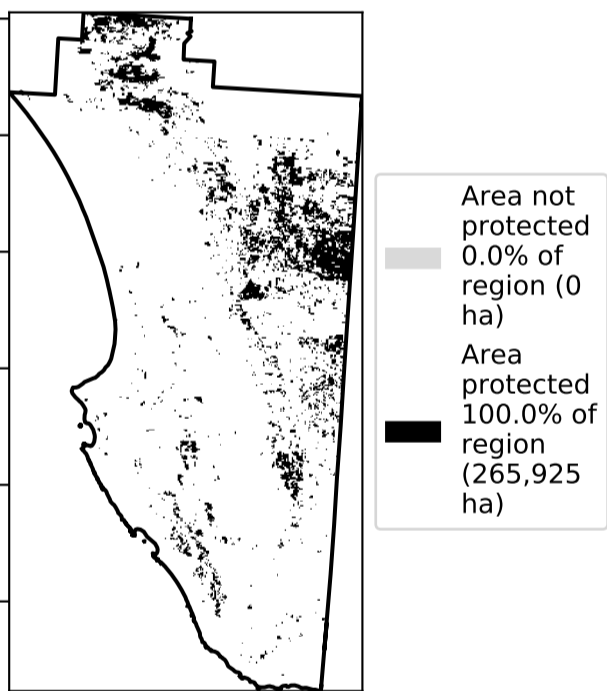 Area not
protected
0.0% of
region (0
ha)
Area
protected
100.0% of
region
(265,925
ha)